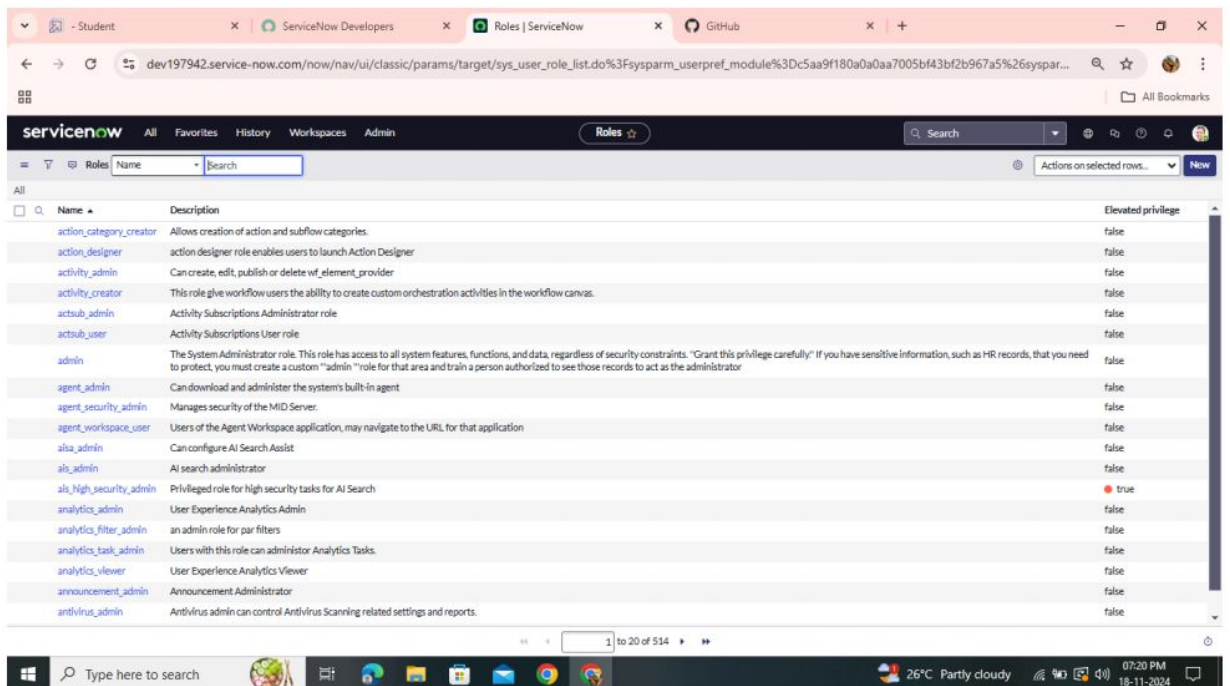 - Student
ServiceNow Developers
Roles | ServiceNow
GitHub
dev197942.service-now.com/now/nav/ui/classic/params/target/sys_user_role_list.do%3Fsysparm_userpref_module%3Dc5aa9f180a0a0aa7005bf43bf2b967a5%26syspar...
All Bookmarks
servicenow All Favorites History Workspaces Admin Roles Search
Roles Name Search Actions on selected rows... New
All
Name Description Elevated privilege
action_category_creator Allows creation of action and subflow categories. false
action_designer action designer role enables users to launch Action Designer false
activity_admin Can create, edit, publish or delete wf_element_provider false
activity_creator This role give workflow users the ability to create custom orchestration activities in the workflow canvas. false
actsub_admin Activity Subscriptions Administrator role false
actsub_user Activity Subscriptions User role false
admin The System Administrator role. This role has access to all system features, functions, and data, regardless of security constraints. "Grant this privilege carefully." If you have sensitive information, such as HR records, that you need false
to protect, you must create a custom "'admin "'role for that area and train a person authorized to see those records to act as the administrator
agent_admin Can download and administer the system's built-in agent false
agent_security_admin Manages security of the MID Server. false
agent_workspace_user Users of the Agent Workspace application, may navigate to the URL for that application false
aisa_admin Can configure AI Search Assist false
ais_admin AI search administrator false
ais_high_security_admin Privileged role for high security tasks for AI Search true
analytics_admin User Experience Analytics Admin false
analytics_filter_admin an admin role for par filters false
analytics_task_admin Users with this role can administor Analytics Tasks. false
analytics_viewer User Experience Analytics Viewer false
announcement_admin Announcement Administrator false
antivirus_admin Antivirus admin can control Antivirus Scanning related settings and reports. false
1 to 20 of 514
Type here to search
26°C Partly cloudy
07:20 PM
18-11-2024